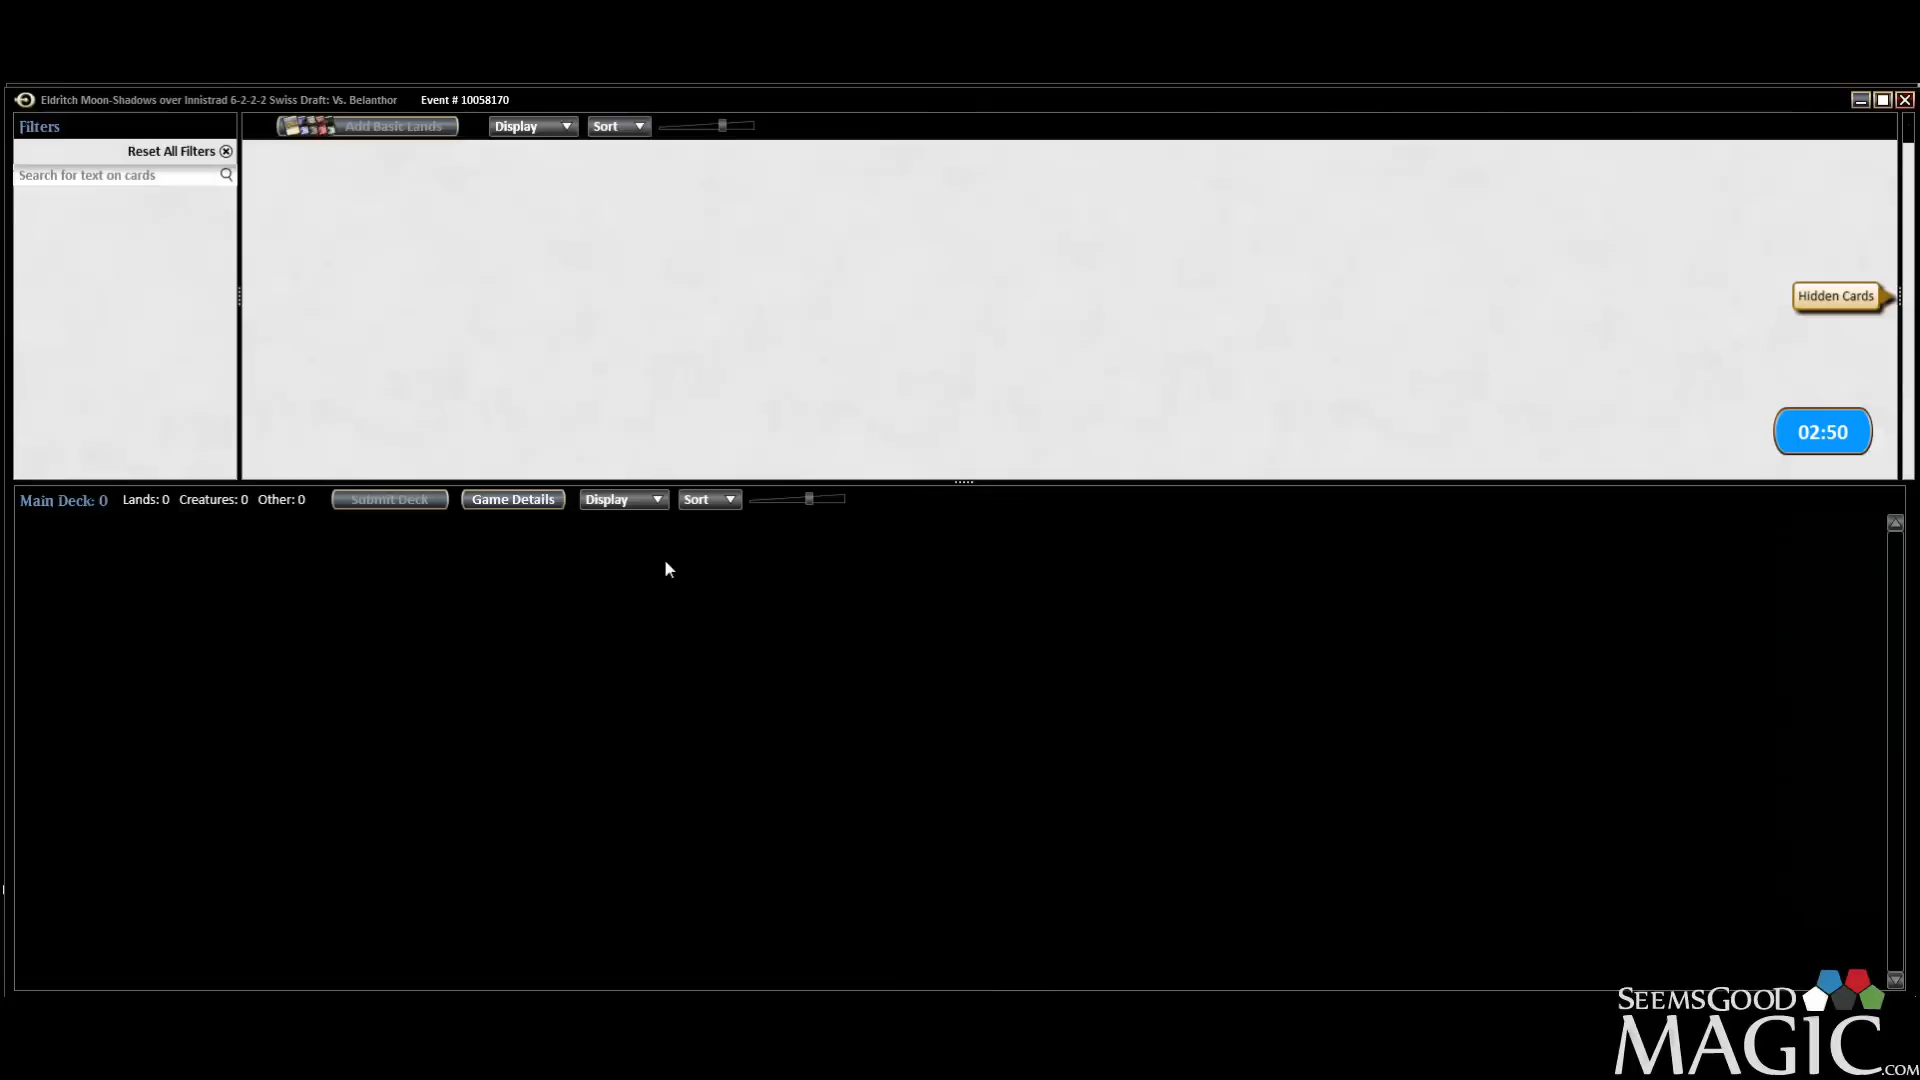 Eldritch Moon-Shadows over Innistrad 6-2-2-2 Swiss Draft: Vs. Belanthor Event # 10058170
Filters
Add Basic Lands Display Sort
Reset All Filters
Search for text on cards
Hidden Cards
02:50
Main Deck: 0 Lands: 0 Creatures: 0 Other: 0 Submit Deck Game Details Display Sort
SEEMSGOOD
MAGIC.COM